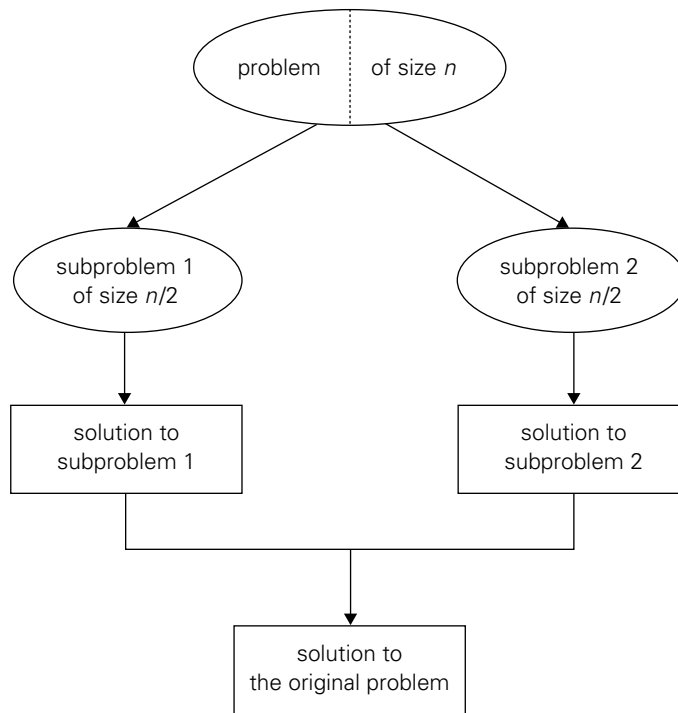 problem of size n
subproblem 1
of size n/2
subproblem 2
of size n/2
solution to
subproblem 1
solution to
subproblem 2
solution to
the original problem